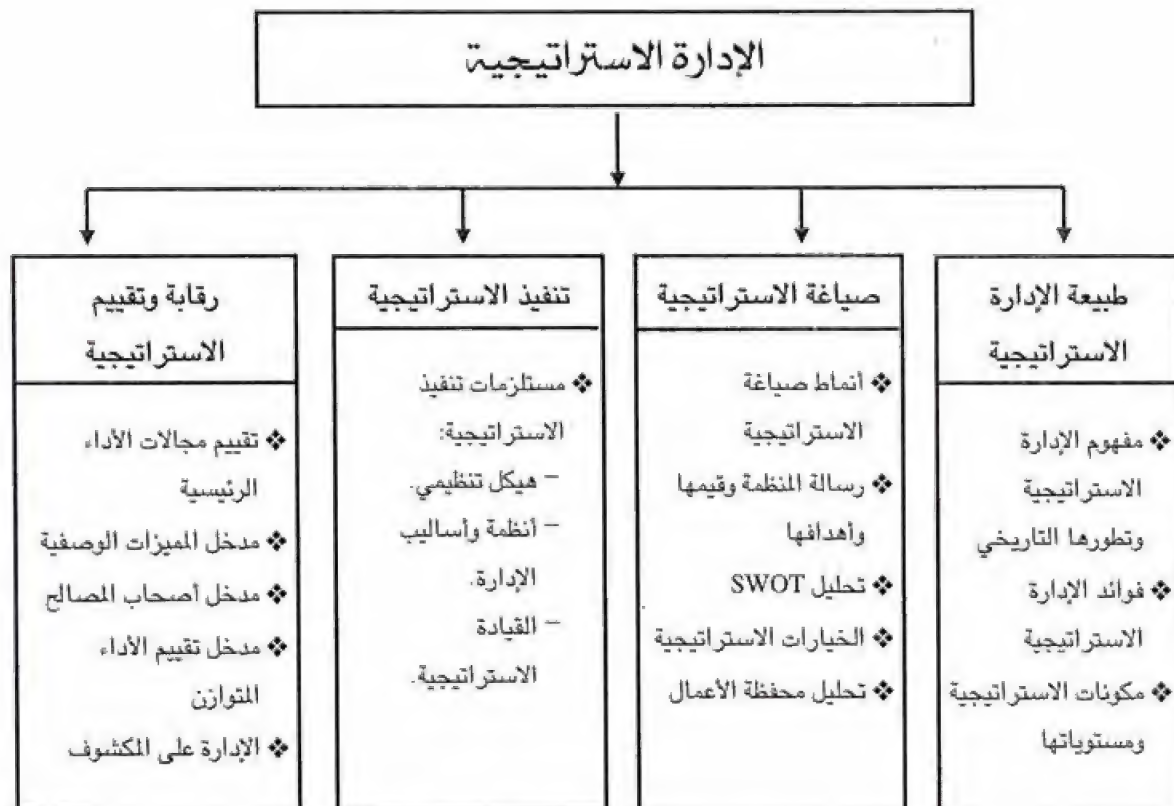 الإدارة الاستراتيجية
طبيعة الإدارة
الاستراتيجية
❖ مفهوم الإدارة
الاستراتيجية
وتطورها التاريخي
❖ فوائد الإدارة
الاستراتيجية
❖ مكونات الاستراتيجية
ومستوياتها
صياغة الاستراتيجية
❖ أنماط صياغة
الاستراتيجية
❖ رسالة المنظمة وقيمها
وأهدافها
❖ تحليل SWOT
❖ الخيارات الاستراتيجية
❖ تحليل محفظة الأعمال
تنفيذ الاستراتيجية
❖ مستلزمات تنفيذ
الاستراتيجية:
– هيكل تنظيمي.
– أنظمة وأساليب
الإدارة.
– القيادة
الاستراتيجية.
رقابة وتقييم
الاستراتيجية
❖ تقييم مجالات الأداء
الرئيسية
❖ مدخل الميزات الوصفية
❖ مدخل أصحاب المصالح
❖ مدخل تقييم الأداء
المتوازن
❖ الإدارة على المكشوف